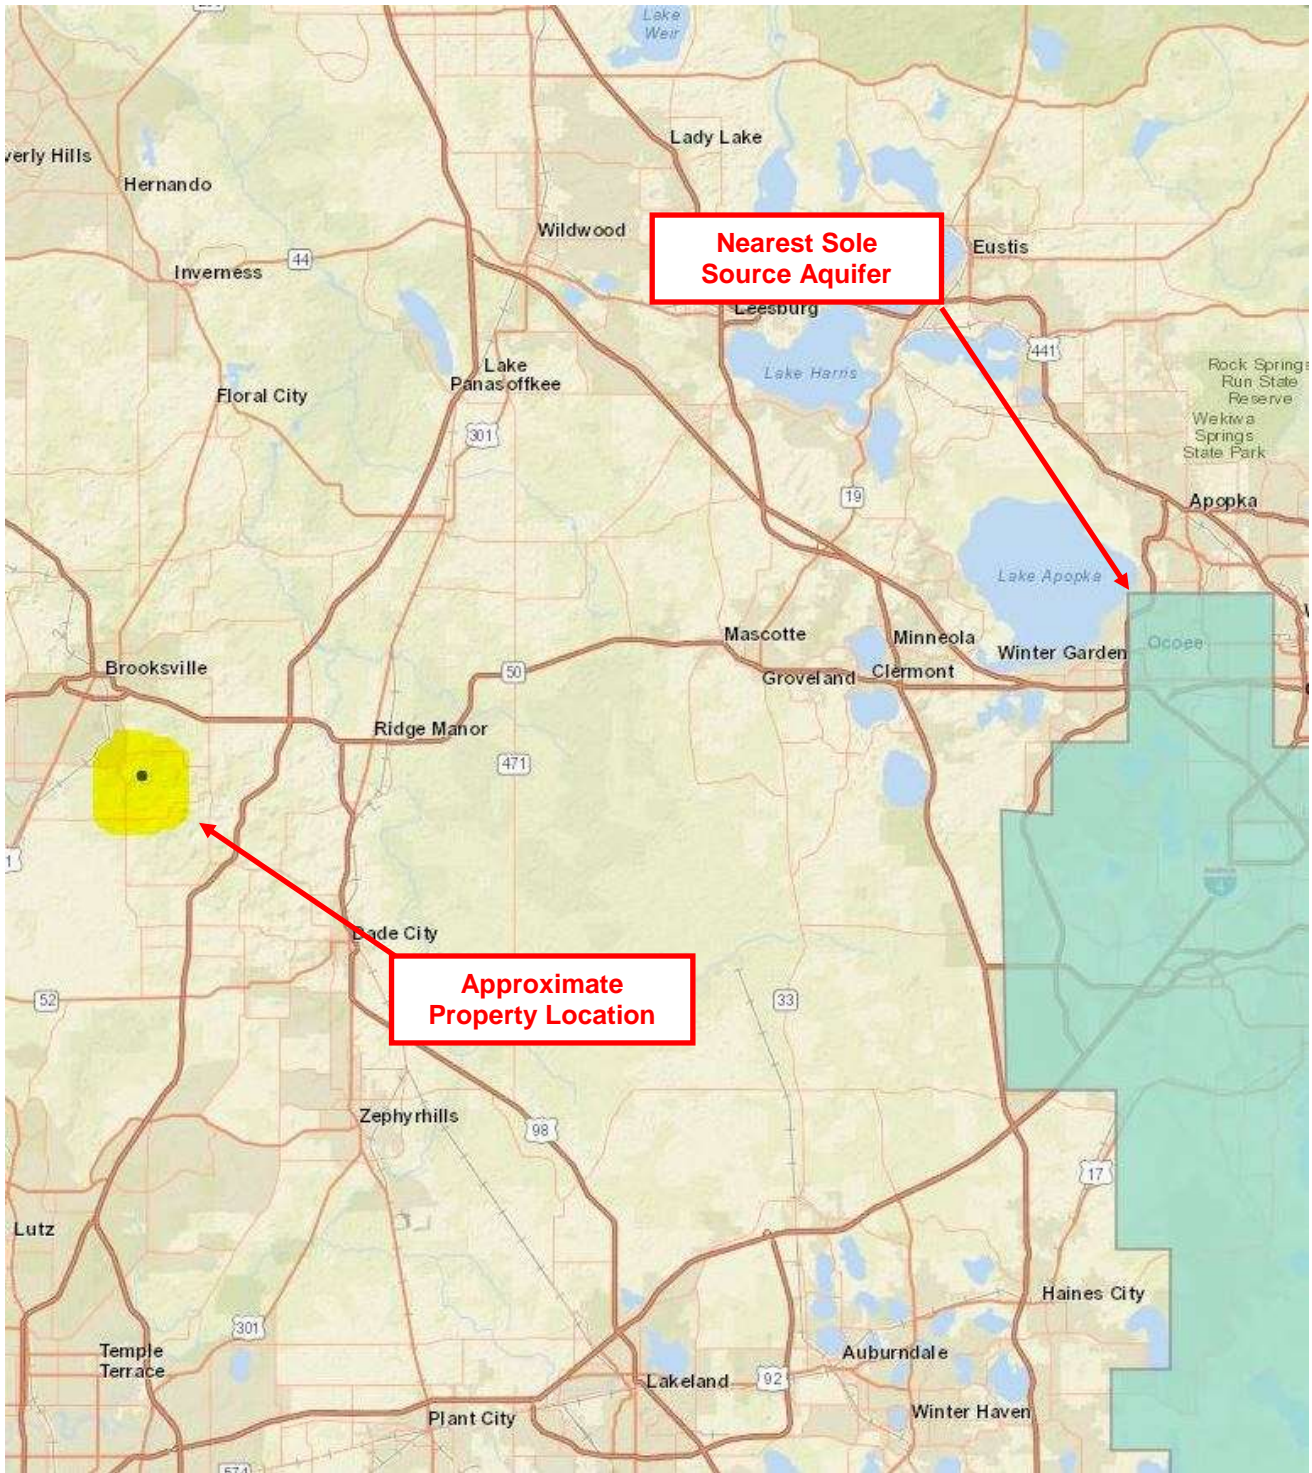 Lake
Weir
Lady Lake
verly Hills
Hernando
Wildwood
Nearest Sole
Source Aquifer
Eustis
44
Inverness
Leesburg
441
Lake
Panasoffkee
Lake Harris
Rock Springs
Run State
Reserve
Floral City
Wekiwa
Springs
State Park
301
19
Apopka
Lake Apopka
Mascotte
Minneola
Winter Garden
Ocoee
Brooksville
50
Groveland
Clermont
Ridge Manor
471
1
4
Dade City
Approximate
Property Location
52
33
Zephyrhills
98
17
Lutz
Haines City
301
Temple
Terrace
Auburndale
Lakeland
92
Plant City
Winter Haven
574